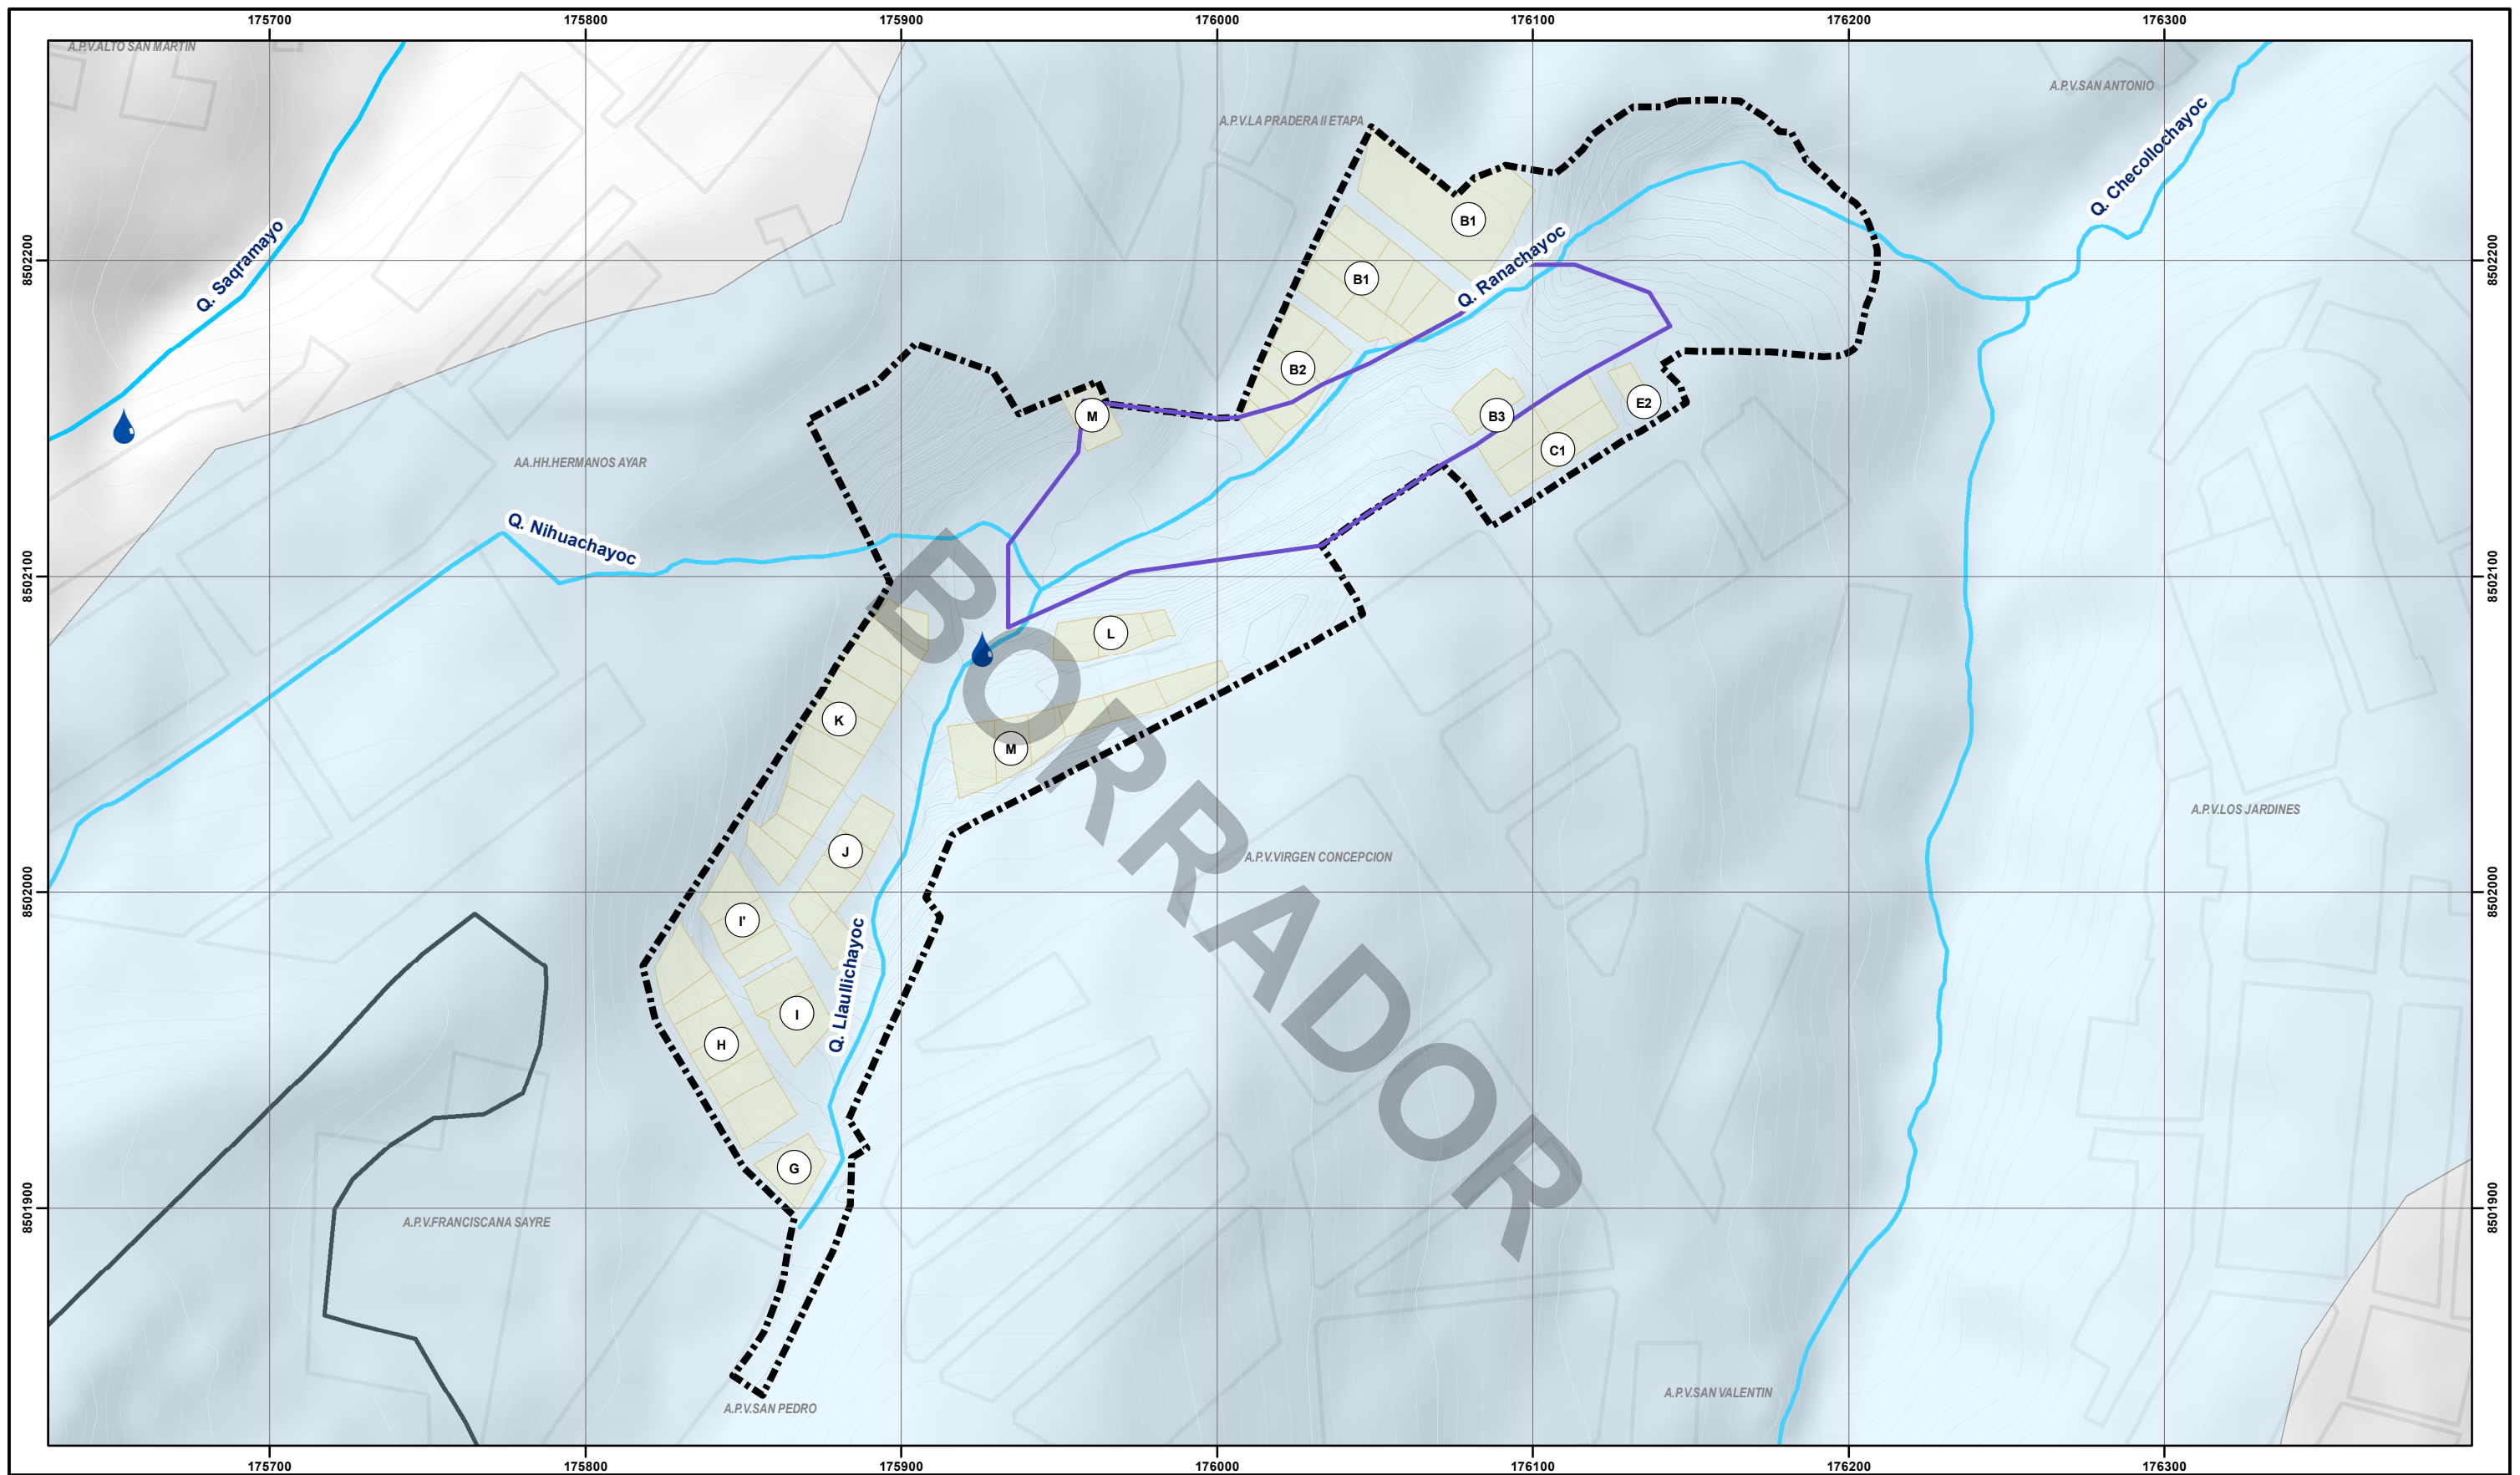 175700 175800 175900 176000 176100 176200 176300
A.P.V.ALTO SAN MARTIN
A.P.V.SAN ANTONIO
A.P.V.LA PRADERA II ETAPA
Q. Checollochayoc
B1
Q. Saqramayo
Q. Ranachayoc
8502200
8502200
B1
B2
E2
M
B3
C1
AA.HH.HERMANOS AYAR
Q. Nihuachayoc
8502100
8502100
L
K
M
A.P.V.LOS JARDINES
J
A.P.V.VIRGEN CONCEPCION
8502000
8502000
I'
Q. Llaullichayoc
I
H
BORRADOR
G
8501900
8501900
A.P.V.FRANCISCANA SAYRE
A.P.V.SAN VALENTIN
A.P.V.SAN PEDRO
175700 175800 175900 176000 176100 176200 176300